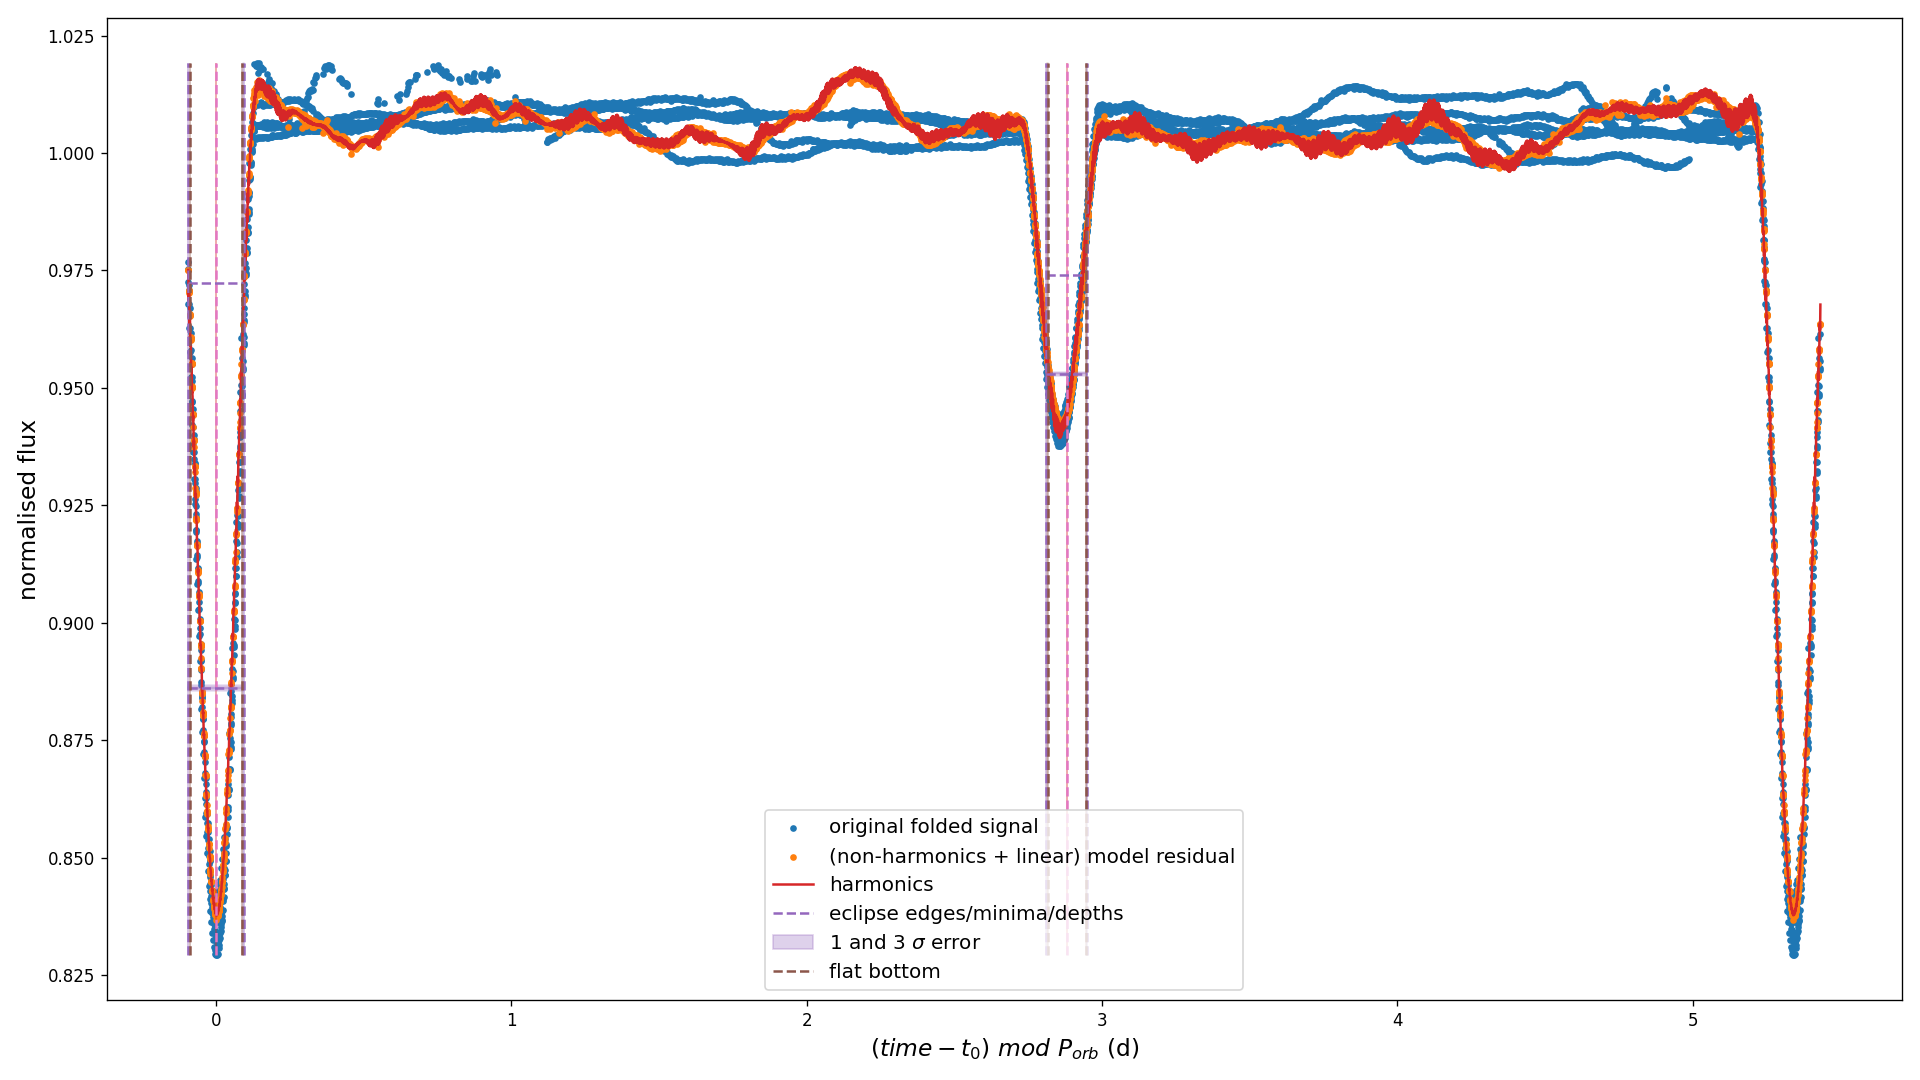 1.025
1.000
0.975
0.950
0.925
0.900
0.875
0.850
0.825
normalised flux
original folded signal
(non-harmonics + linear) model residual
harmonics
eclipse edges/minima/depths
1 and 3 σ error
flat bottom
0 1 2 3 4 5
(time − t₀) mod Pₒᵣb (d)